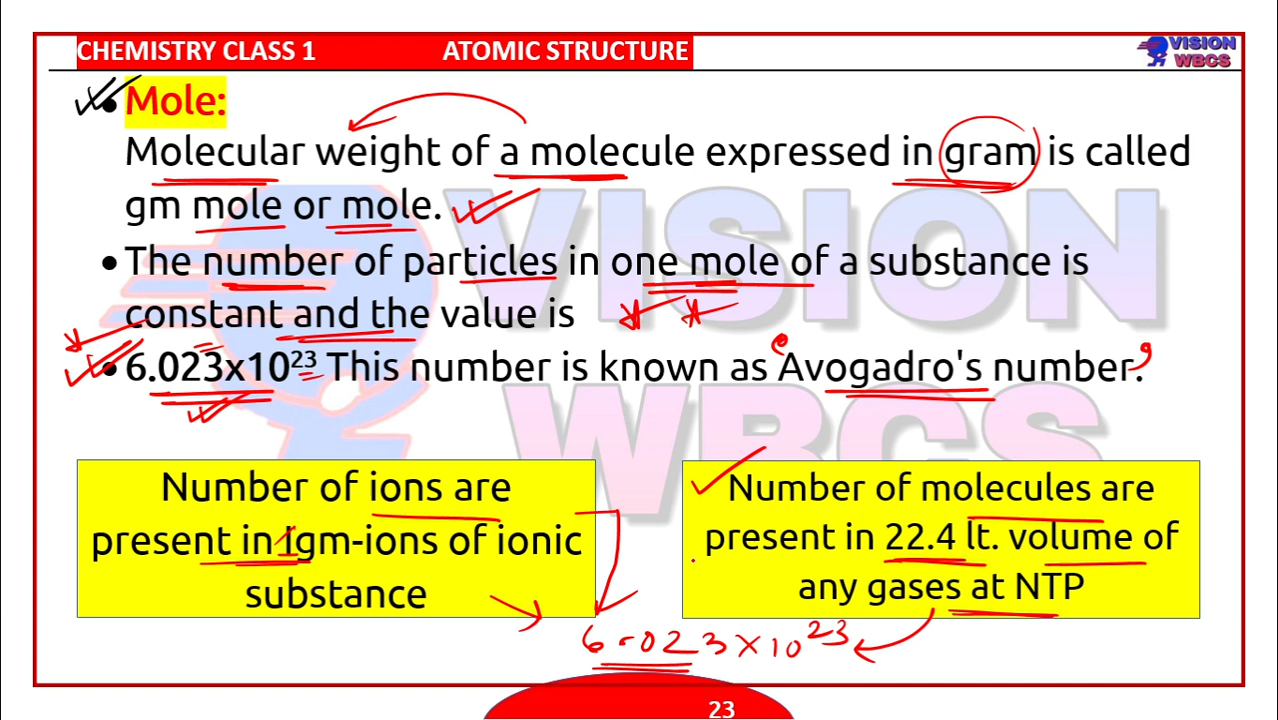 CHEMISTRY CLASS 1 ATOMIC STRUCTURE
VISION
WBCS
• Mole:
Molecular weight of a molecule expressed in gram is called
gm mole or mole.
• The number of particles in one mole of a substance is
constant and the value is
• 6.023x10²³ This number is known as Avogadro's number.
VISION
WBCS
Number of ions are
present in 1gm-ions of ionic
substance
Number of molecules are
present in 22.4 lt. volume of
any gases at NTP
6.023×10²³
23